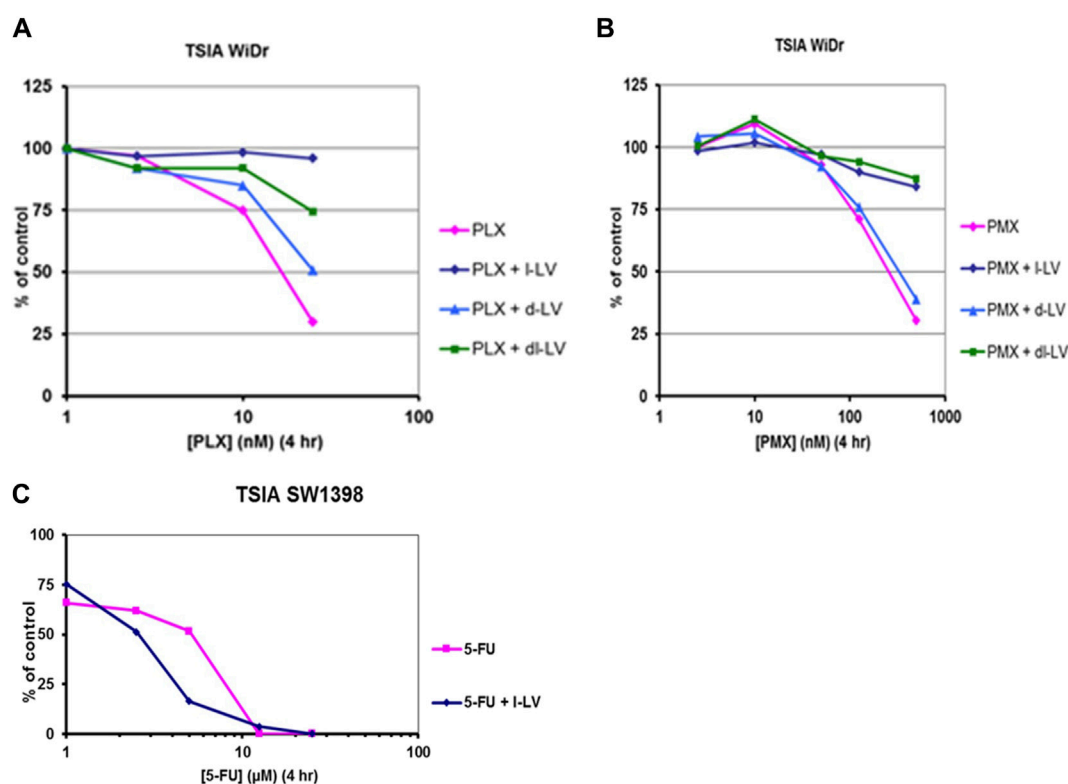 A
TSIA WiDr
125
100
75
50
25
0
% of control
1 10 100
[PLX] (nM) (4 hr)
PLX
PLX + l-LV
PLX + d-LV
PLX + dl-LV
B
TSIA WiDr
125
100
75
50
25
0
% of control
1 10 100 1000
[PMX] (nM) (4 hr)
PMX
PMX + l-LV
PMX + d-LV
PMX + dl-LV
C
TSIA SW1398
100
75
50
25
0
% of control
1 10 100
[5-FU] (µM) (4 hr)
5-FU
5-FU + l-LV